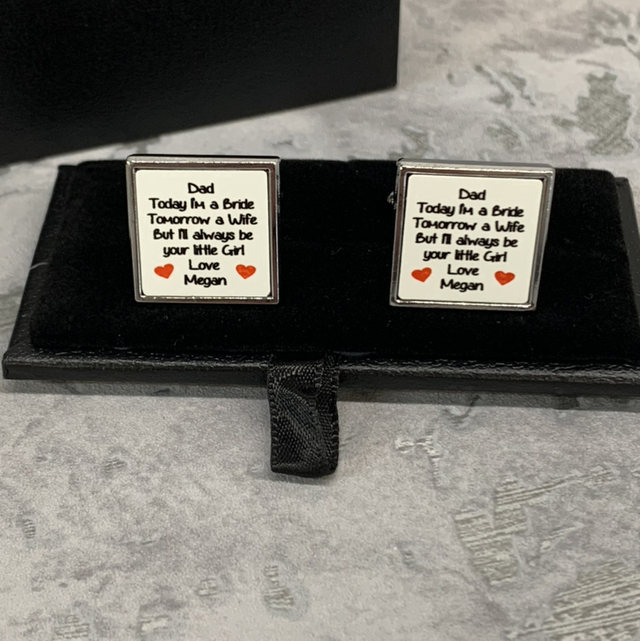 Dad
Today I'm a Bride
Tomorrow a Wife
But I'll always be
your little Girl
Love
Megan
Dad
Today I'm a Bride
Tomorrow a Wife
But I'll always be
your little Girl
Love
Megan